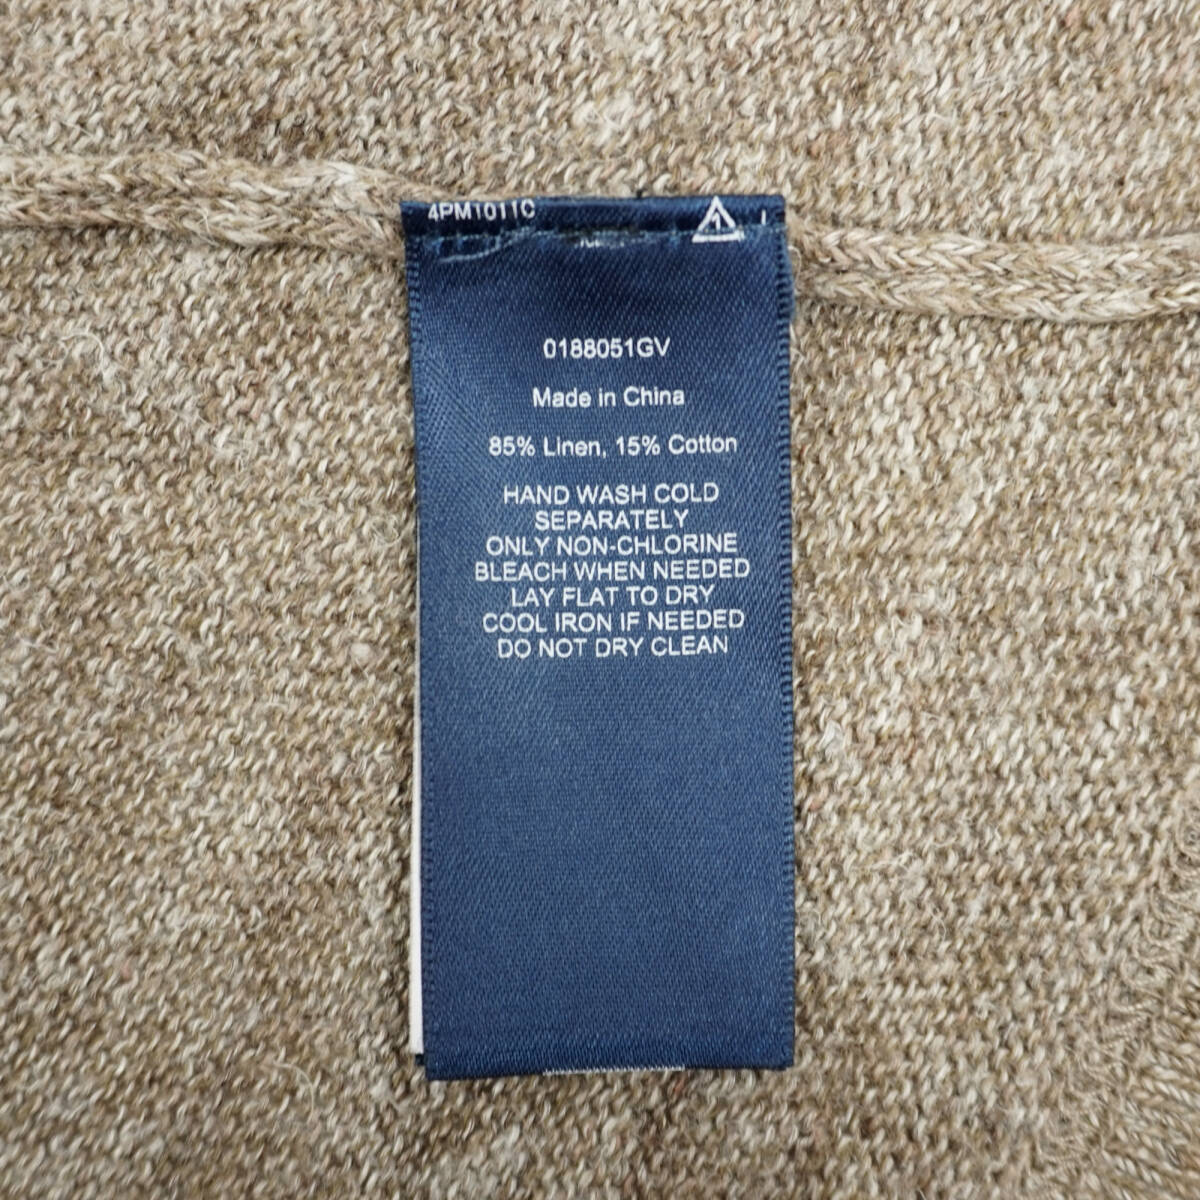 4PM1011C
1
0188051GV
Made in China
85% Linen, 15% Cotton
HAND WASH COLD
SEPARATELY
ONLY NON-CHLORINE
BLEACH WHEN NEEDED
LAY FLAT TO DRY
COOL IRON IF NEEDED
DO NOT DRY CLEAN